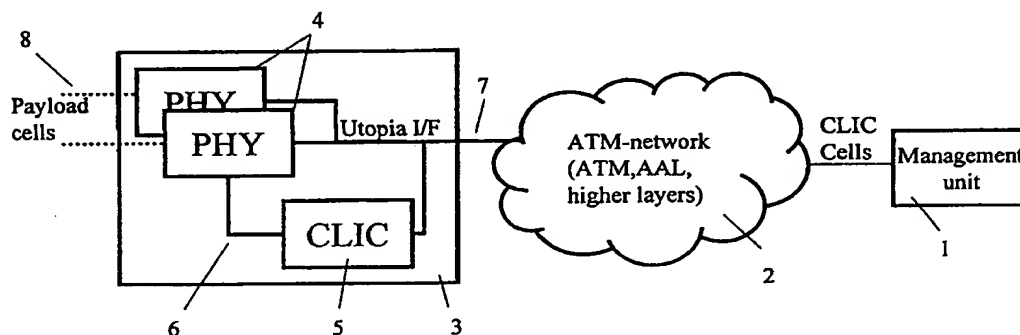 8
4
Payload
cells
PHY
PHY
Utopia I/F
7
ATM-network
(ATM,AAL,
higher layers)
CLIC
Cells
Management
unit
CLIC
1
2
6
5
3